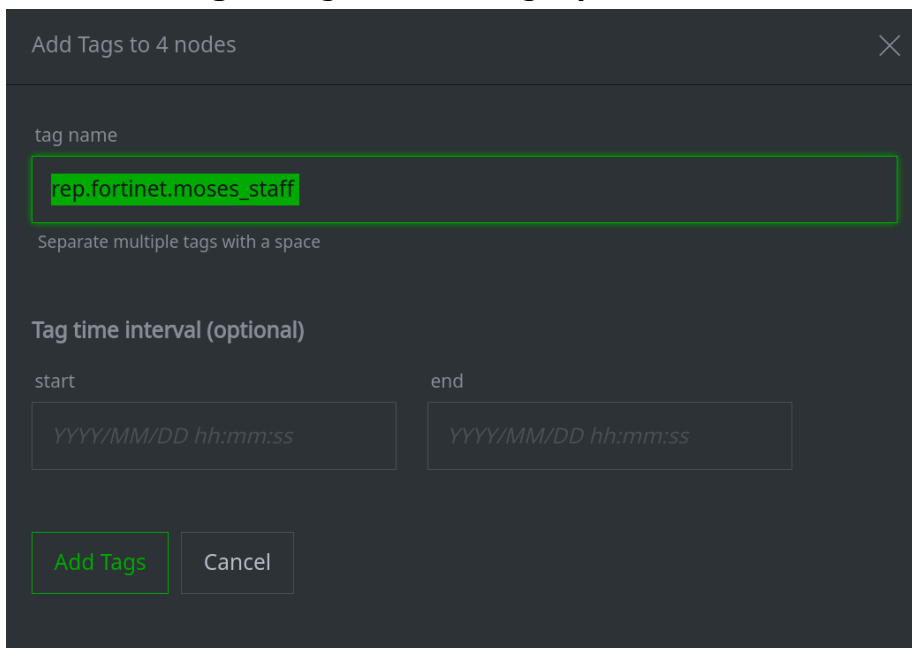 Add Tags to 4 nodes
tag name
rep.fortinet.moses_staff
Separate multiple tags with a space
Tag time interval (optional)
start end
YYYY/MM/DD hh:mm:ss YYYY/MM/DD hh:mm:ss
Add Tags Cancel